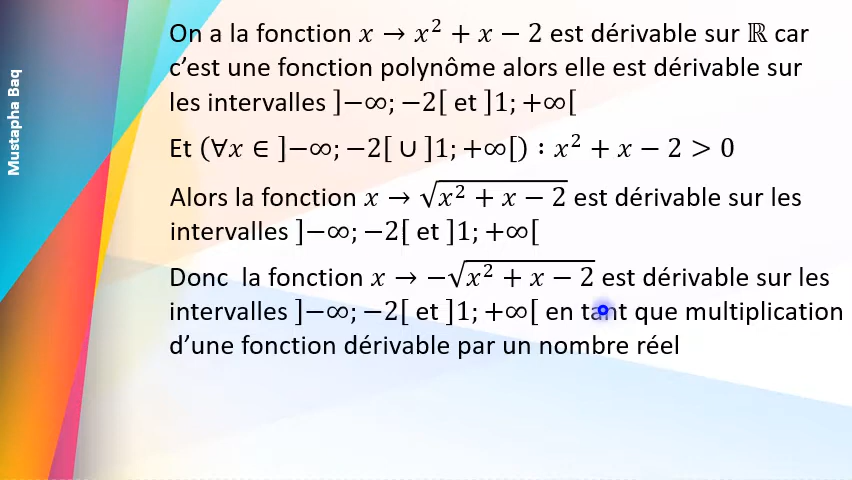 Mustapha Baq
On a la fonction x → x² + x − 2 est dérivable sur ℝ car
c’est une fonction polynôme alors elle est dérivable sur
les intervalles ]−∞; −2[ et ]1; +∞[
Et (∀x ∈ ]−∞; −2[ ∪ ]1; +∞[) : x² + x − 2 > 0
Alors la fonction x → √(x² + x − 2) est dérivable sur les
intervalles ]−∞; −2[ et ]1; +∞[
Donc la fonction x → −√(x² + x − 2) est dérivable sur les
intervalles ]−∞; −2[ et ]1; +∞[ en tant que multiplication
d’une fonction dérivable par un nombre réel